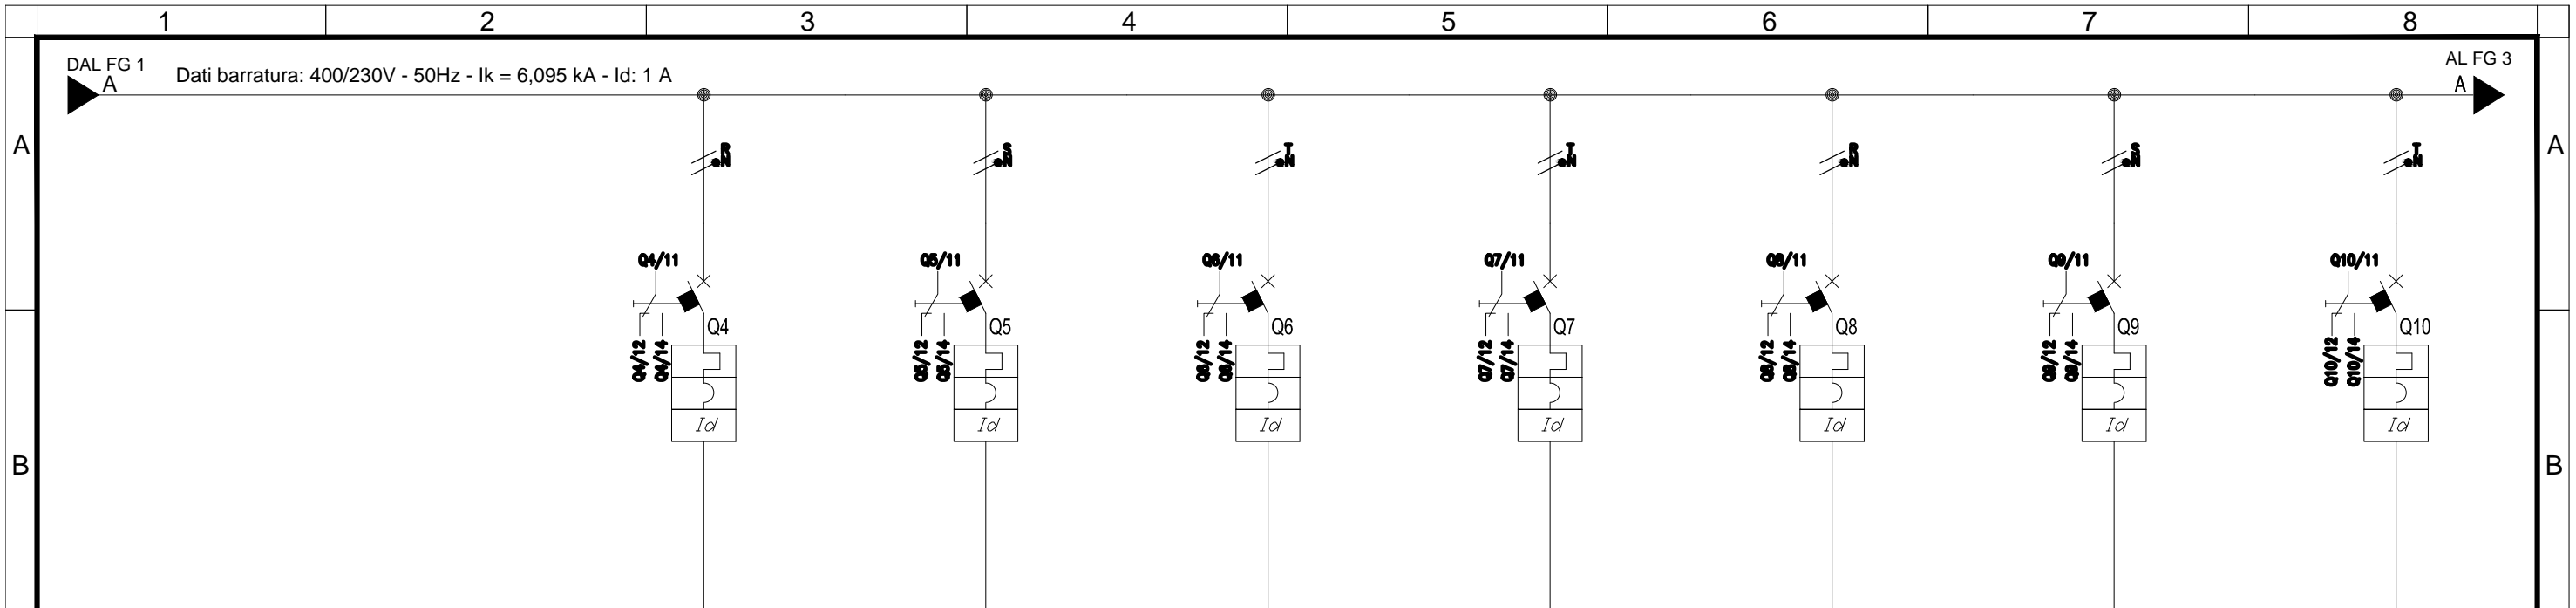 1 2 3 4 5 6 7 8
DAL FG 1
A
Dati barratura: 400/230V - 50Hz - Ik = 6,095 kA - Id: 1 A
AL FG 3
A
A
A
R
N
S
N
T
N
T
N
R
N
S
N
T
N
Q4/11
Q5/11
Q6/11
Q7/11
Q8/11
Q9/11
Q10/11
Q4
Q5
Q6
Q7
Q8
Q9
Q10
Q4/12
Q4/14
Q5/12
Q5/14
Q6/12
Q6/14
Q7/12
Q7/14
Q8/12
Q8/14
Q9/12
Q9/14
Q10/12
Q10/14
Id
Id
Id
Id
Id
Id
Id
B
B